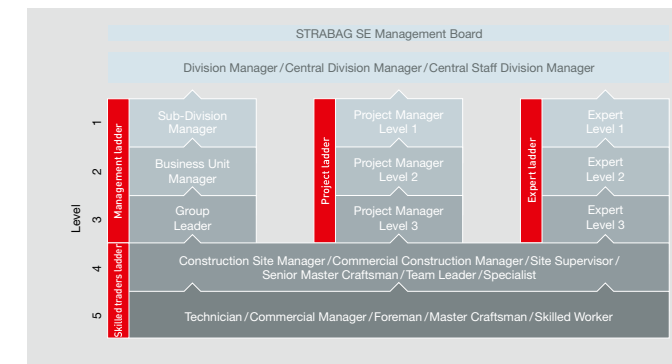 STRABAG SE Management Board
Division Manager/Central Division Manager/Central Staff Division Manager
Level
1
2
3
4
5
Management ladder
Sub-Division
Manager
Business Unit
Manager
Group
Leader
Project ladder
Project Manager
Level 1
Project Manager
Level 2
Project Manager
Level 3
Expert ladder
Expert
Level 1
Expert
Level 2
Expert
Level 3
Skilled traders ladder
Construction Site Manager/Commercial Construction Manager/Site Supervisor/
Senior Master Craftsman/Team Leader/Specialist
Technician/Commercial Manager/Foreman/Master Craftsman/Skilled Worker